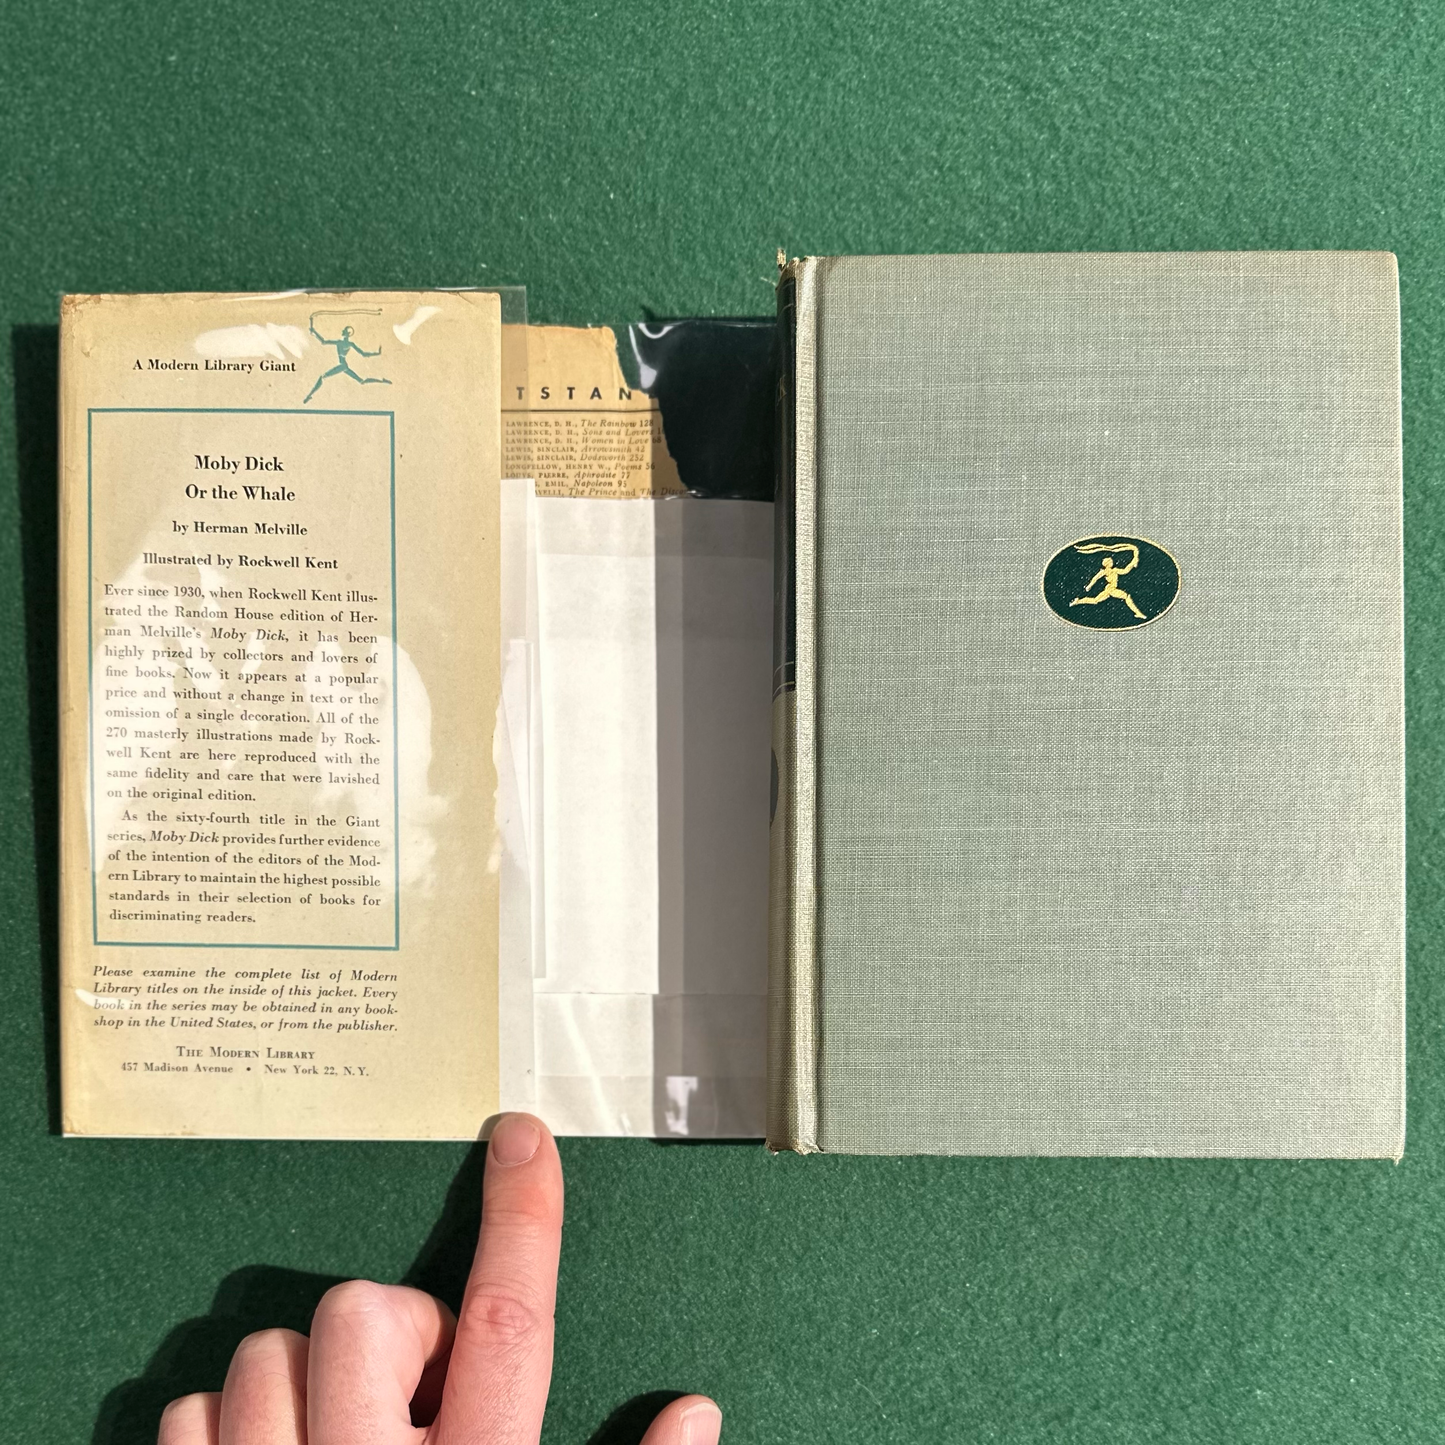 A Modern Library Giant
Moby Dick
Or the Whale
by Herman Melville
Illustrated by Rockwell Kent
Ever since 1930, when Rockwell Kent illus-
trated the Random House edition of Her-
man Melville's Moby Dick, it has been
highly prized by collectors and lovers of
fine books. Now it appears at a popular
price and without a change in text or the
omission of a single decoration. All of the
270 masterly illustrations made by Rock-
well Kent are here reproduced with the
same fidelity and care that were lavished
on the original edition.
As the sixty-fourth title in the Giant
series, Moby Dick provides further evidence
of the intention of the editors of the Mod-
ern Library to maintain the highest possible
standards in their selection of books for
discriminating readers.
Please examine the complete list of Modern
Library titles on the inside of this jacket. Every
book in the series may be obtained in any book-
shop in the United States, or from the publisher.
THE MODERN LIBRARY
457 Madison Avenue • New York 22, N. Y.
TSTAN
LAWRENCE, D. H., The Rainbow 128
LAWRENCE, D. H., Sons and Lovers
LAWRENCE, D. H., Women in Love 68
LEWIS, SINCLAIR, Arrowsmith 42
LEWIS, SINCLAIR, Dodsworth 252
LONGFELLOW, HENRY W., Poems 56
LOUYS, PIERRE, Aphrodite 77
EMIL, Napoleon 95
AVELLI, The Prince and The Disc